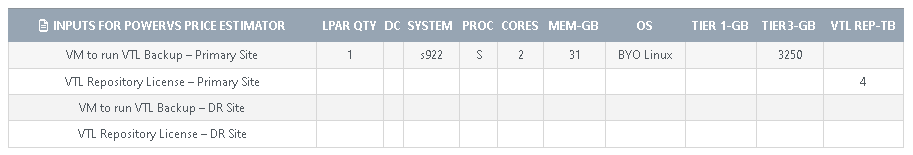 INPUTS FOR POWERVS PRICE ESTIMATOR LPAR QTY DC SYSTEM PROC CORES MEM-GB OS TIER 1-GB TIER3-GB VTL REP-TB
VM to run VTL Backup – Primary Site 1 s922 S 2 31 BYO Linux 3250
VTL Repository License – Primary Site 4
VM to run VTL Backup – DR Site
VTL Repository License – DR Site